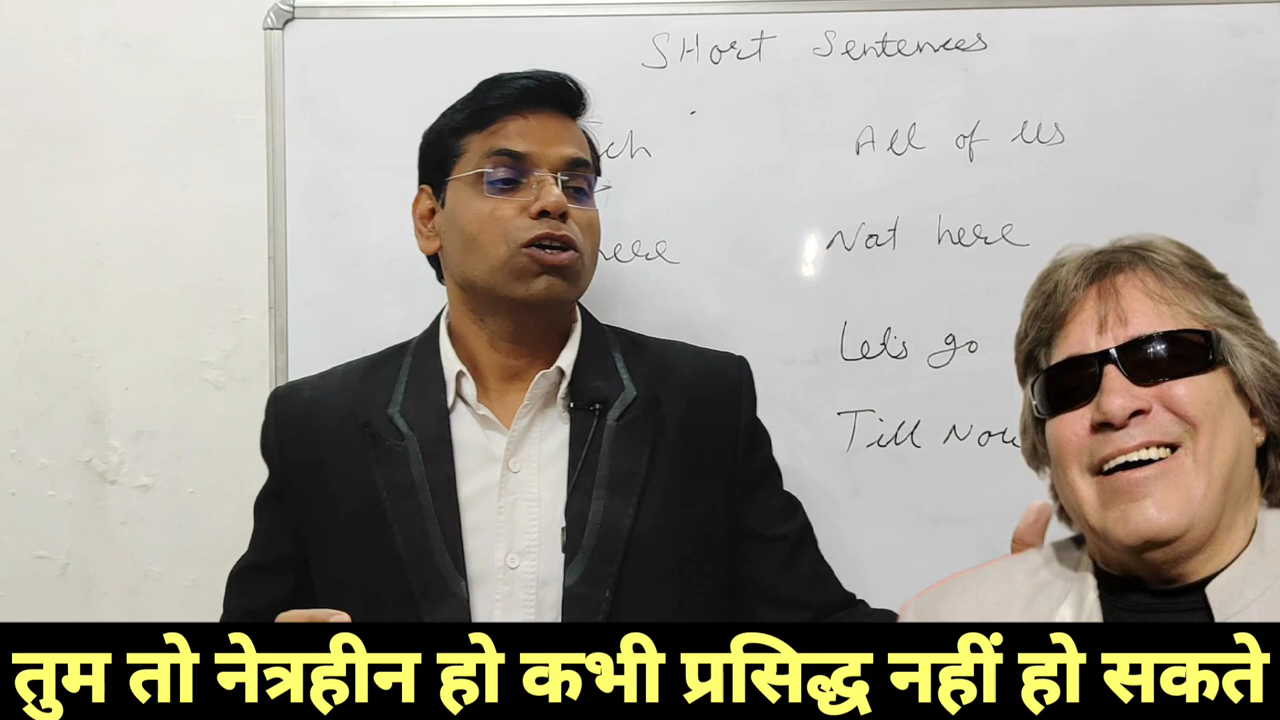 SHort Sentences
All of us
Not here
Let's go
Till Now
तुम तो नेत्रहीन हो कभी प्रसिद्ध नहीं हो सकते